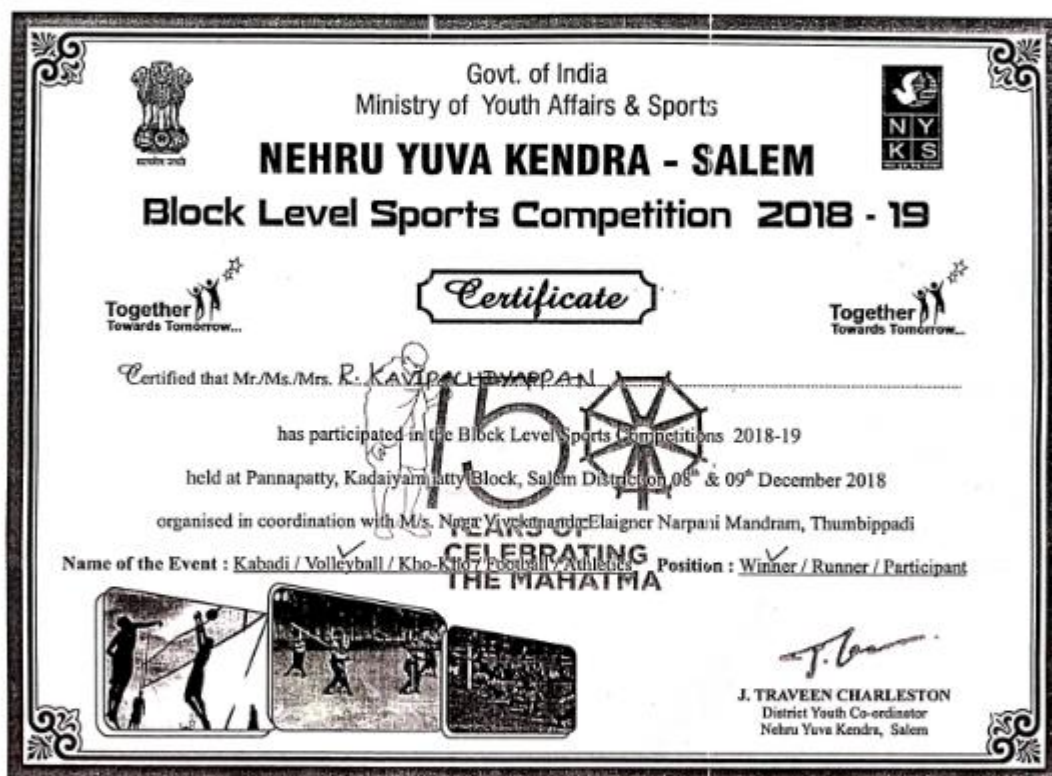 Govt. of India
Ministry of Youth Affairs & Sports
सत्यमेव जयते
N Y
K S
NEHRU YUVA KENDRA - SALEM
Block Level Sports Competition 2018 - 19
Together
Towards Tomorrow...
Certificate
Together
Towards Tomorrow...
Certified that Mr./Ms./Mrs. R.
150
has participated in the Block Level Sports Competitions 2018-19
held at Pannapatty, Block, Salem District on 08th & 09th December 2018
organised in coordination with M/s. Elaigner Narpani Mandram, Thumbippadi
YEARS OF
CELEBRATING
THE MAHATMA
Name of the Event : Kabadi / Volleyball / Kho-Kho / Football / Athletics Position : Winner / Runner / Participant
J. TRAVEEN CHARLESTON
District Youth Co-ordinator
Nehru Yuva Kendra, Salem